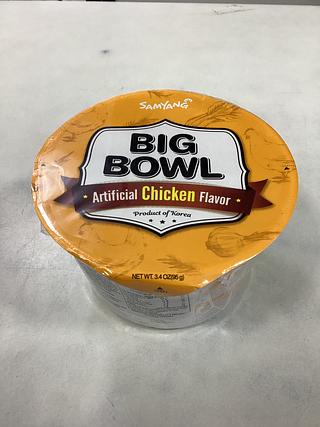 SAMYANG
BIG
BOWL
Artificial Chicken Flavor
Product of Korea
NET WT. 3.4 OZ(96 g)